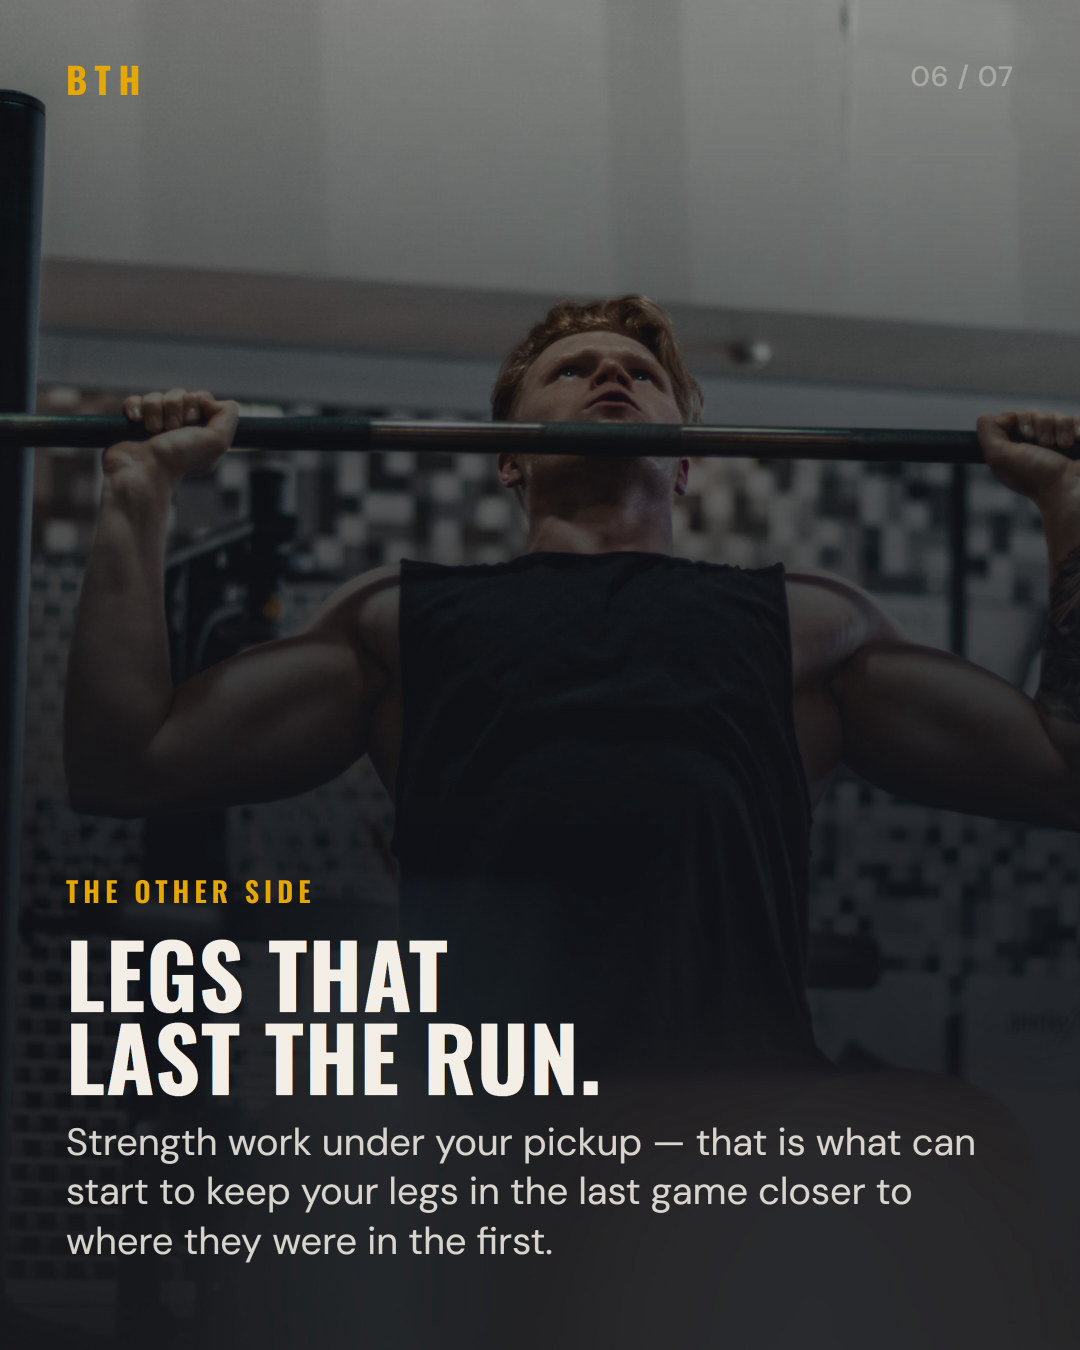 BTH
06 / 07
THE OTHER SIDE
LEGS THAT
LAST THE RUN.
Strength work under your pickup — that is what can
start to keep your legs in the last game closer to
where they were in the first.